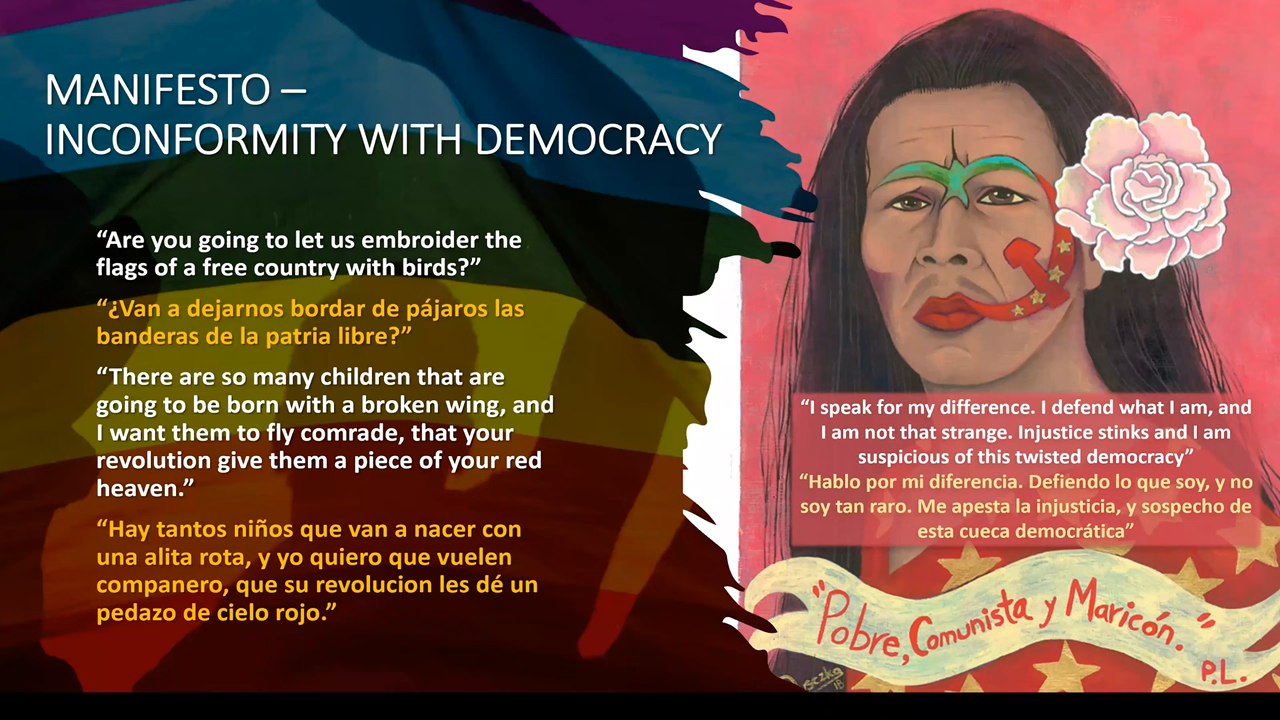 MANIFESTO –
INCONFORMITY WITH DEMOCRACY
“Are you going to let us embroider the
flags of a free country with birds?”
“¿Van a dejarnos bordar de pájaros las
banderas de la patria libre?”
“There are so many children that are
going to be born with a broken wing, and
I want them to fly comrade, that your
revolution give them a piece of your red
heaven.”
“Hay tantos niños que van a nacer con
una alita rota, y yo quiero que vuelen
companero, que su revolucion les dé un
pedazo de cielo rojo.”
“I speak for my difference. I defend what I am, and
I am not that strange. Injustice stinks and I am
suspicious of this twisted democracy”
“Hablo por mi diferencia. Defiendo lo que soy, y no
soy tan raro. Me apesta la injusticia, y sospecho de
esta cueca democrática”
"Pobre, Comunista y Maricón."
P.L.